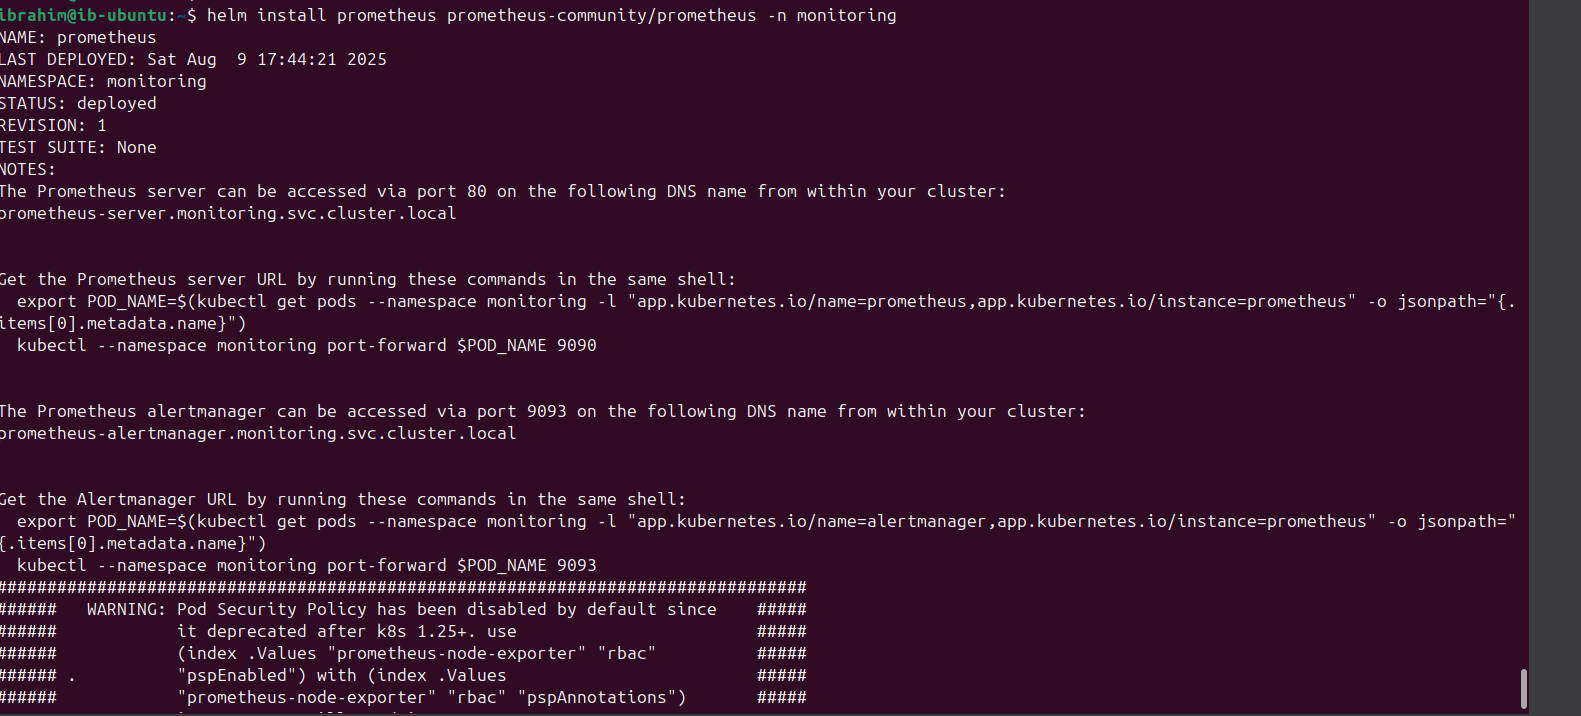 ibrahim@ib-ubuntu:~$ helm install prometheus prometheus-community/prometheus -n monitoring
NAME: prometheus
LAST DEPLOYED: Sat Aug  9 17:44:21 2025
NAMESPACE: monitoring
STATUS: deployed
REVISION: 1
TEST SUITE: None
NOTES:
The Prometheus server can be accessed via port 80 on the following DNS name from within your cluster:
prometheus-server.monitoring.svc.cluster.local
Get the Prometheus server URL by running these commands in the same shell:
  export POD_NAME=$(kubectl get pods --namespace monitoring -l "app.kubernetes.io/name=prometheus,app.kubernetes.io/instance=prometheus" -o jsonpath="{.
items[0].metadata.name}")
  kubectl --namespace monitoring port-forward $POD_NAME 9090
The Prometheus alertmanager can be accessed via port 9093 on the following DNS name from within your cluster:
prometheus-alertmanager.monitoring.svc.cluster.local
Get the Alertmanager URL by running these commands in the same shell:
  export POD_NAME=$(kubectl get pods --namespace monitoring -l "app.kubernetes.io/name=alertmanager,app.kubernetes.io/instance=prometheus" -o jsonpath="
{.items[0].metadata.name}")
  kubectl --namespace monitoring port-forward $POD_NAME 9093
#################################################################################
######   WARNING: Pod Security Policy has been disabled by default since    #####
######            it deprecated after k8s 1.25+. use                        #####
######            (index .Values "prometheus-node-exporter" "rbac"          #####
###### .          "pspEnabled") with (index .Values                         #####
######            "prometheus-node-exporter" "rbac" "pspAnnotations")       #####